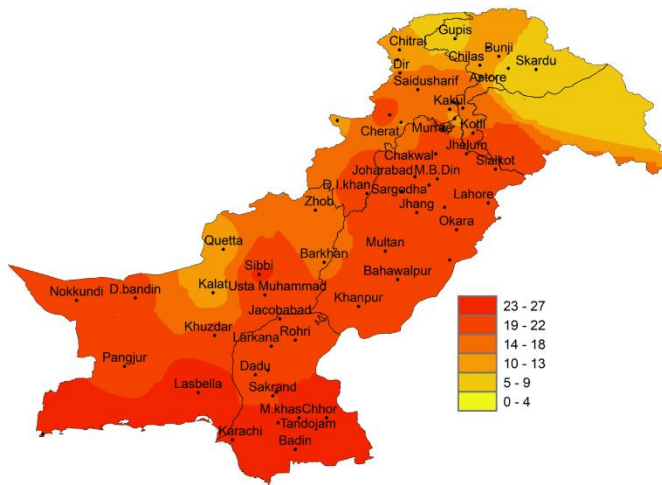 Gupis
Chitral
Bunji
Chilas
Skardu
Dir
Astore
Saidusharif
Kakul
Cherat
Murree
Kotli
Jhelum
Chakwal
Sialkot
Joharabad
M.B.Din
D.I.khan
Sargodha
Zhob
Lahore
Jhang
Okara
Quetta
Multan
Barkhan
Sibbi
Bahawalpur
Kalat
Usta Muhammad
Nokkundi
D.bandin
Khanpur
Jacobabad
Khuzdar
Rohri
Larkana
Pangjur
Dadu
Lasbella
Sakrand
M.khas
Chhor
Tandojam
Karachi
Badin
23 - 27
19 - 22
14 - 18
10 - 13
5 - 9
0 - 4